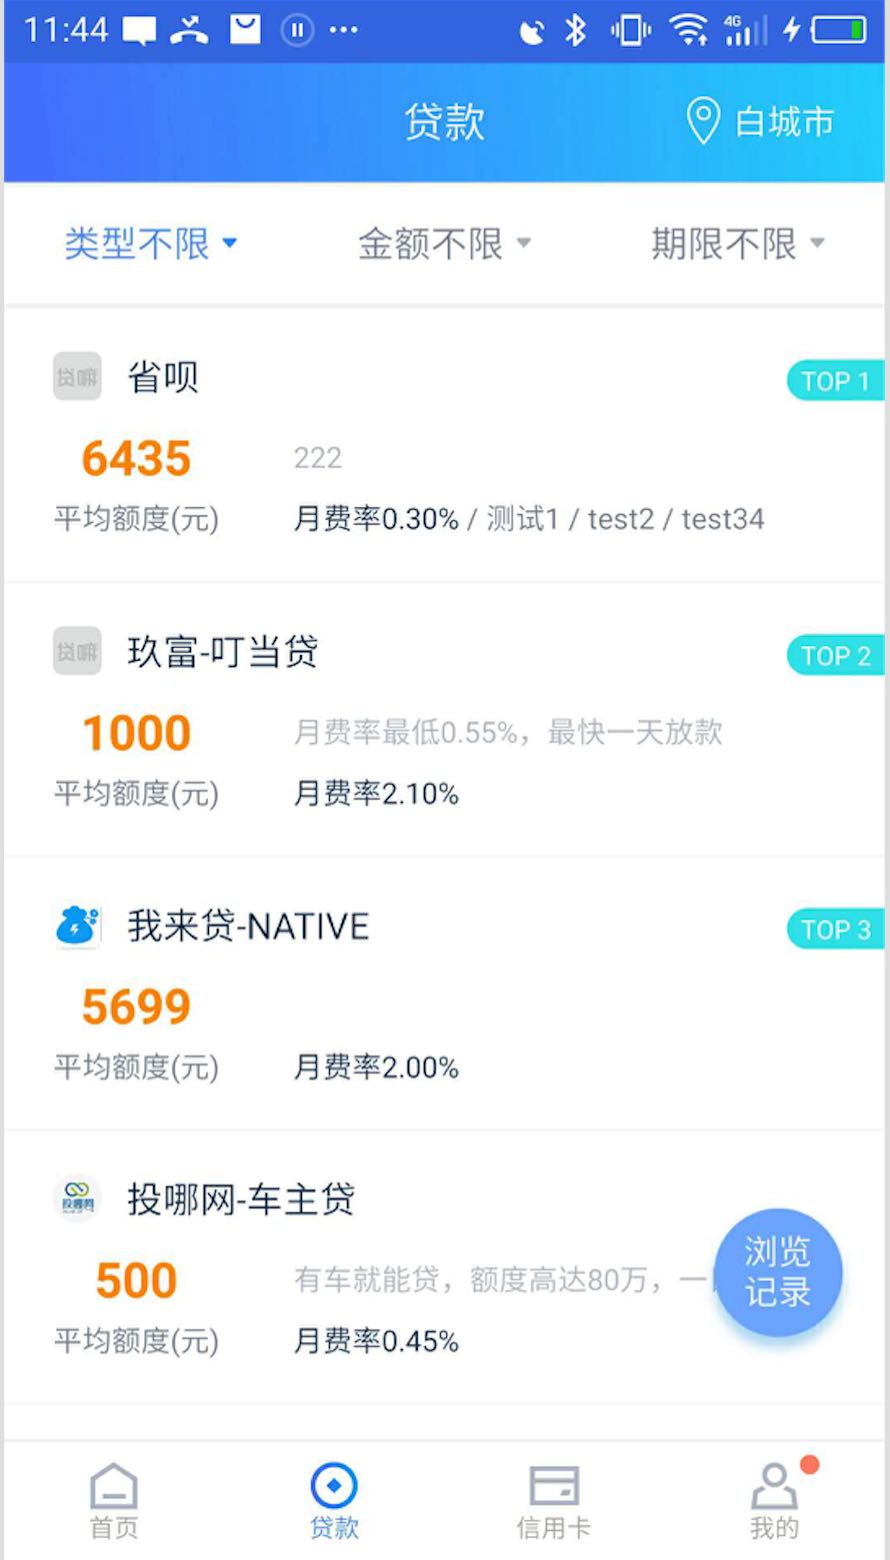 11:44
4G
贷款
白城市
类型不限 金额不限 期限不限
贷嘛 省呗
TOP 1
6435 222
平均额度(元) 月费率0.30% / 测试1 / test2 / test34
贷嘛 玖富-叮当贷
TOP 2
1000 月费率最低0.55%，最快一天放款
平均额度(元) 月费率2.10%
我来贷-NATIVE
TOP 3
5699
平均额度(元) 月费率2.00%
投哪网 投哪网-车主贷
500 有车就能贷，额度高达80万，一
平均额度(元) 月费率0.45%
浏览
记录
首页 贷款 信用卡 我的